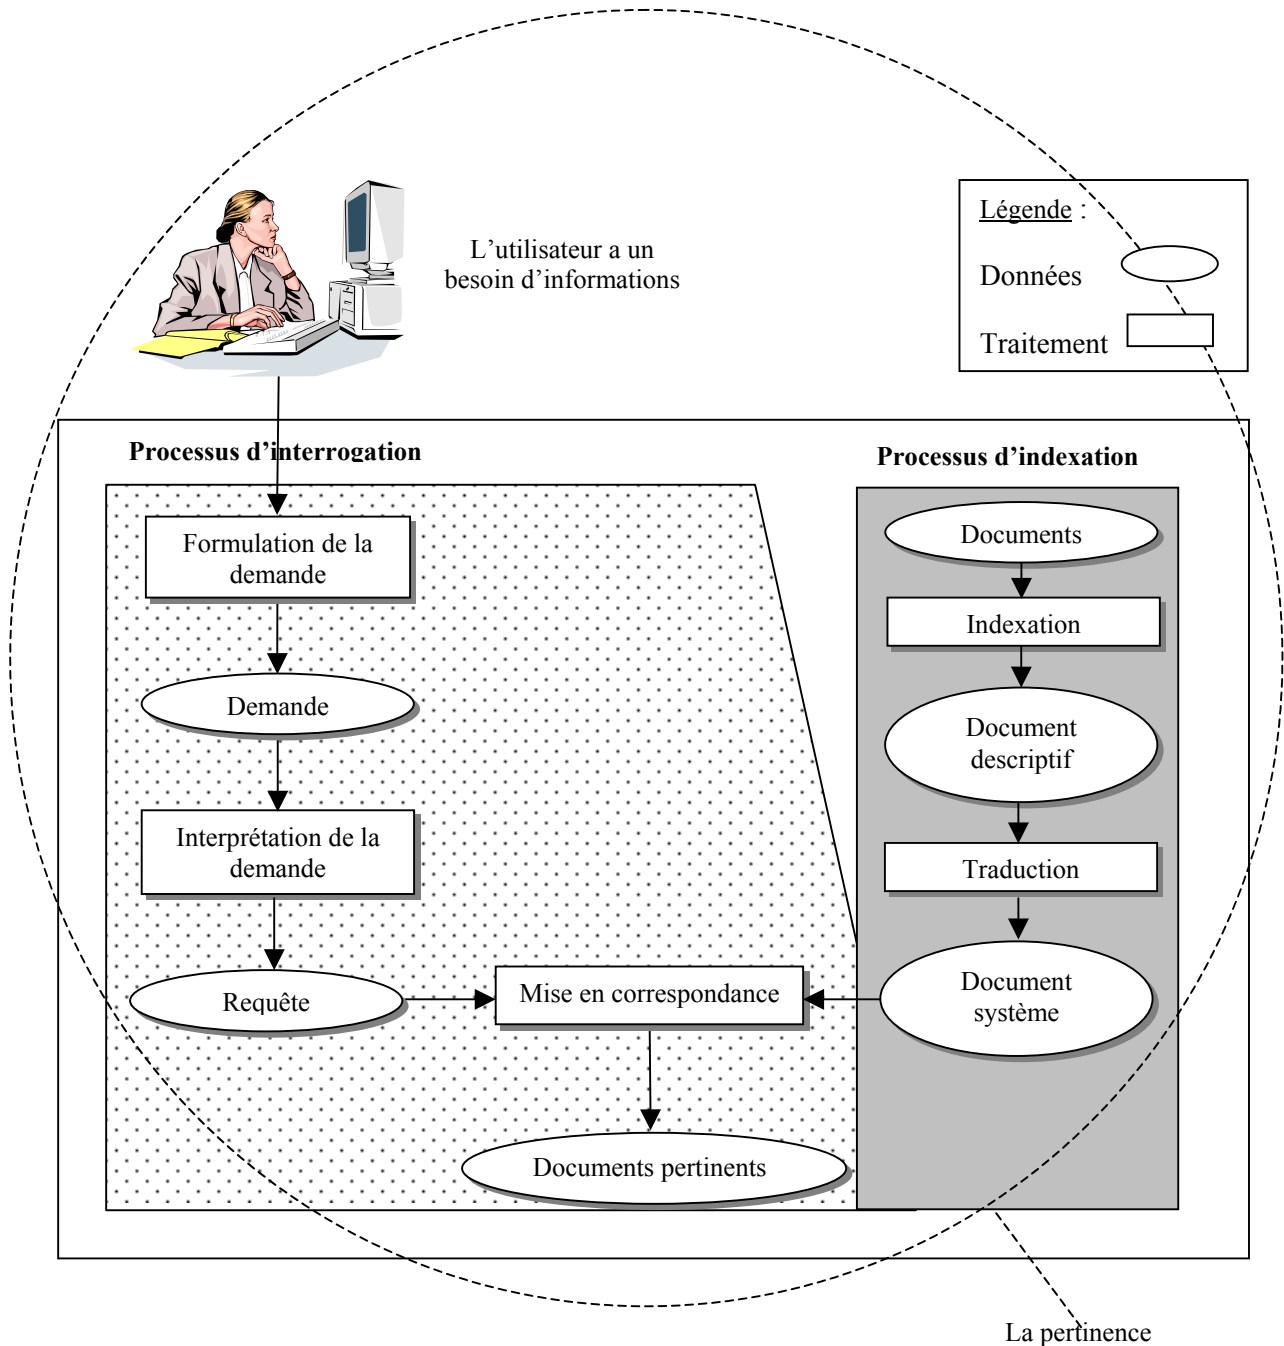 L’utilisateur a un
besoin d’informations
Légende :
Données
Traitement
Processus d’interrogation
Formulation de la
demande
Demande
Interprétation de la
demande
Requête
Mise en correspondance
Documents pertinents
Processus d’indexation
Documents
Indexation
Document
descriptif
Traduction
Document
système
La pertinence